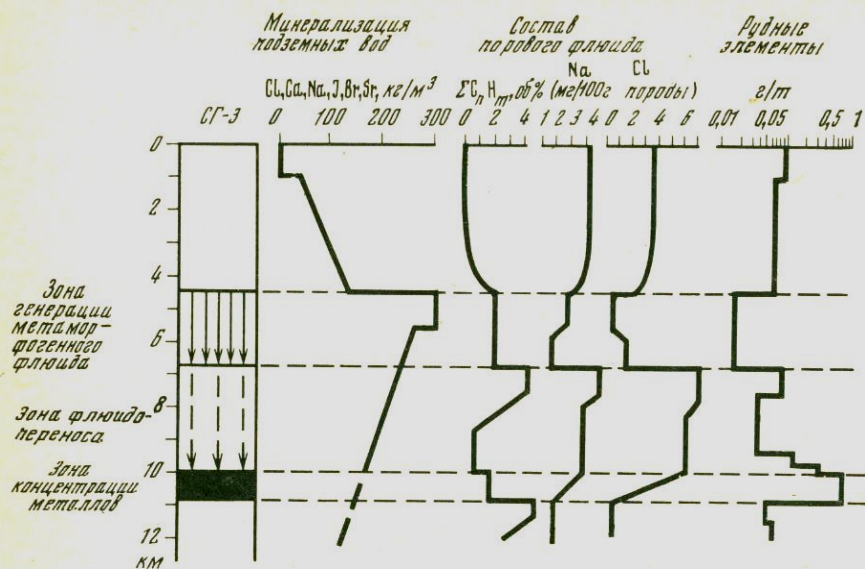 Минерализация
подземных вод
Cl, Ca, Na, J, Br, Sr, кг/м³
0 100 200 300
Состав
порового флюида
ΣCₙHₘ, об% (мг/100г породы)
Na Cl
0 2 4 1 2 3 4 0 2 4 6
Рудные
элементы
г/т
0,01 0,05 0,5 1
СГ-3
0
2
4
6
8
10
12
км
Зона
генерации
метамор-
фогенного
флюида
Зона флюидо-
переноса
Зона
концентрации
металлов